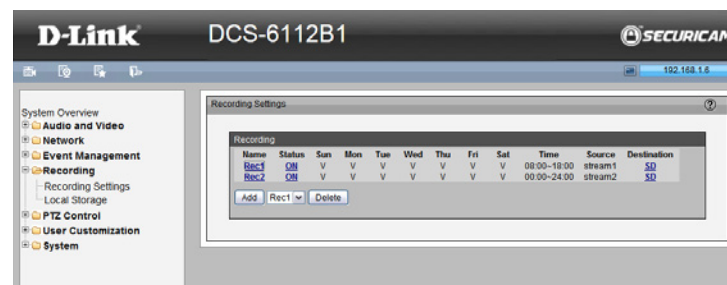 D-Link
DCS-6112B1
SECURICAM
192.168.1.6
System Overview
Audio and Video
Network
Event Management
Recording
Recording Settings
Local Storage
PTZ Control
User Customization
System
Recording Settings
Recording
Name Status Sun Mon Tue Wed Thu Fri Sat Time Source Destination
Rec1 ON V V V V V V V 08:00~18:00 stream1 SD
Rec2 ON V V V V V V V 00:00~24:00 stream2 SD
Add Rec1 Delete